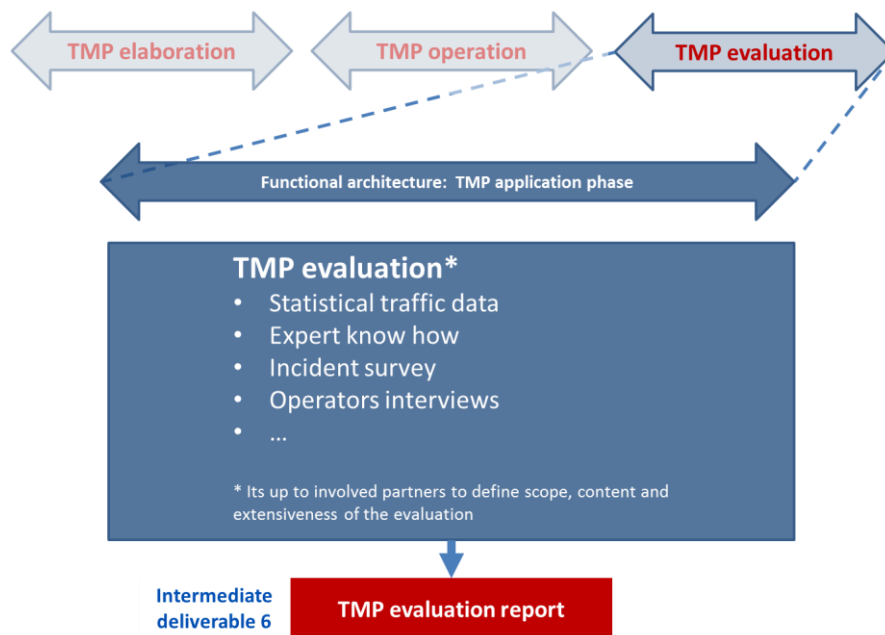 TMP elaboration
TMP operation
TMP evaluation
Functional architecture: TMP application phase
TMP evaluation*
• Statistical traffic data
• Expert know how
• Incident survey
• Operators interviews
• ...
* Its up to involved partners to define scope, content and
extensiveness of the evaluation
Intermediate
deliverable 6
TMP evaluation report